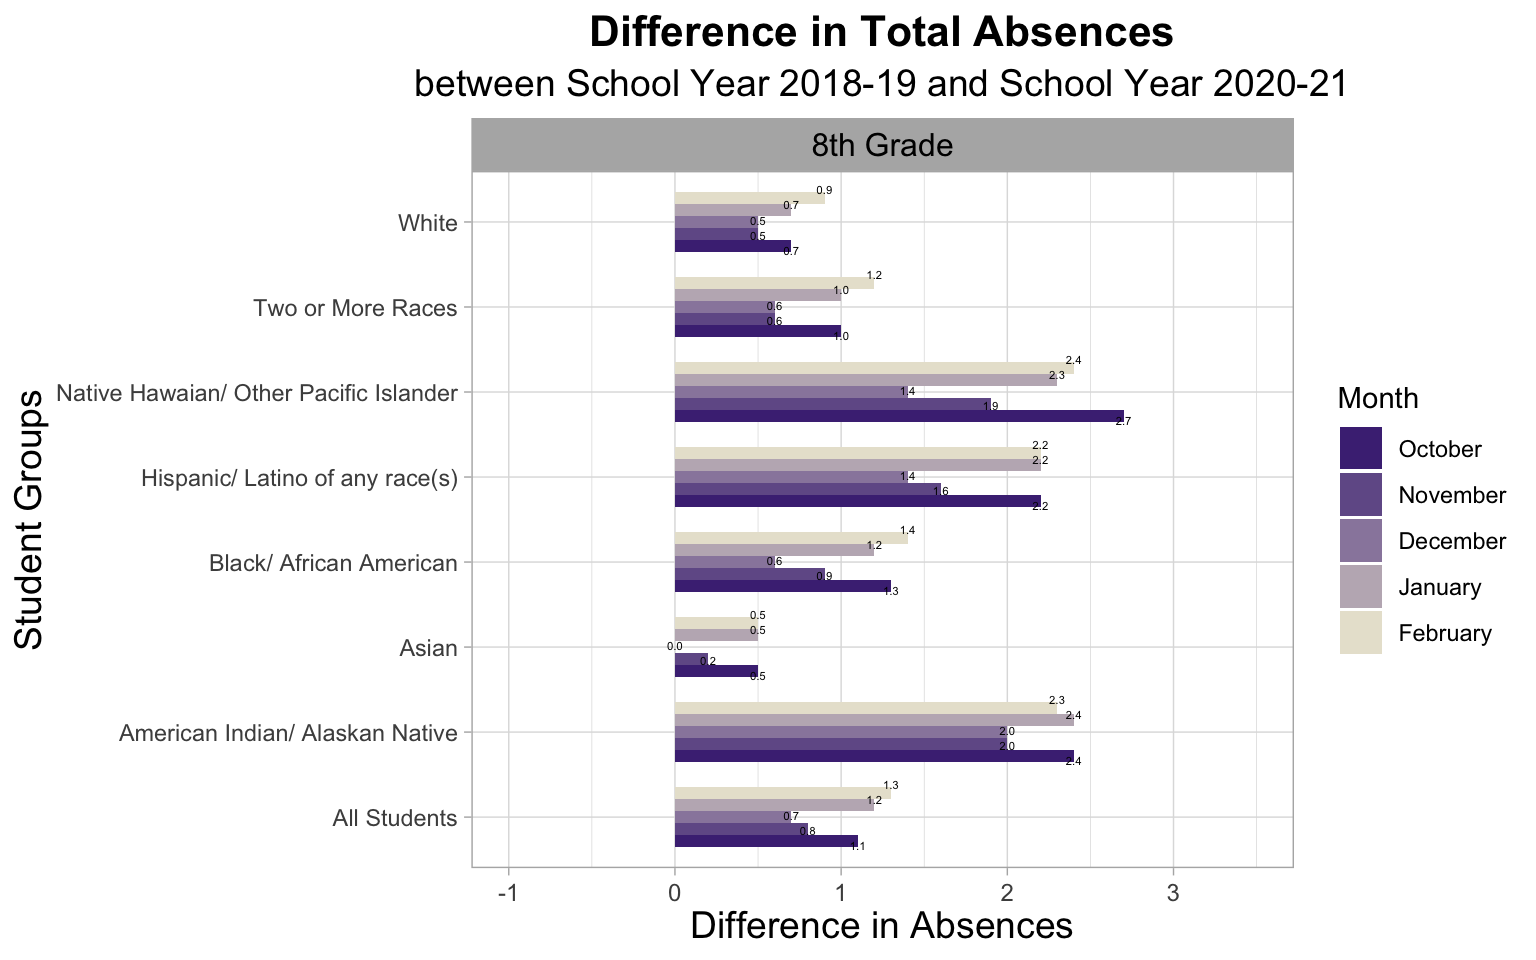 Difference in Total Absences
between School Year 2018-19 and School Year 2020-21
8th Grade
Student Groups
White
0.9
0.7
0.5
0.5
0.7
Two or More Races
1.2
1.0
0.6
0.6
1.0
Native Hawaian/ Other Pacific Islander
2.4
2.3
1.4
1.9
2.7
Hispanic/ Latino of any race(s)
2.2
2.2
1.4
1.6
2.2
Black/ African American
1.4
1.2
0.6
0.9
1.3
Asian
0.5
0.5
0.0
0.2
0.5
American Indian/ Alaskan Native
2.3
2.4
2.0
2.0
2.4
All Students
1.3
1.2
0.7
0.8
1.1
-1 0 1 2 3
Difference in Absences
Month
October
November
December
January
February